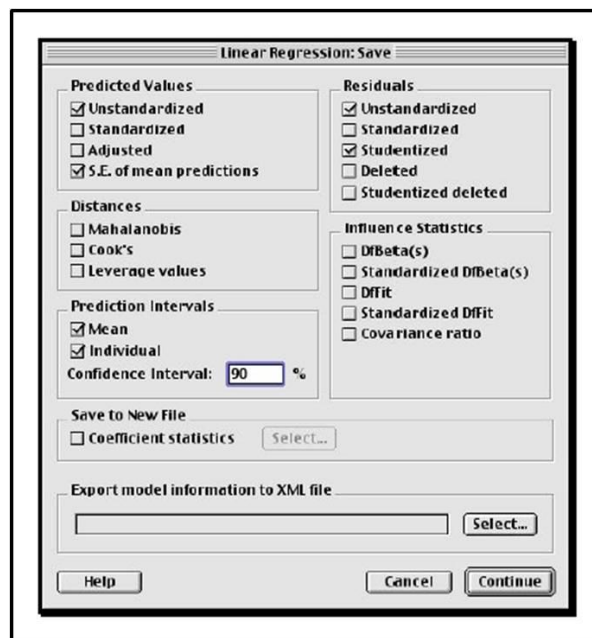 Linear Regression: Save
Predicted Values
Unstandardized
Standardized
Adjusted
S.E. of mean predictions
Distances
Mahalanobis
Cook's
Leverage values
Prediction Intervals
Mean
Individual
Confidence Interval: 90 %
Residuals
Unstandardized
Standardized
Studentized
Deleted
Studentized deleted
Influence Statistics
DfBeta(s)
Standardized DfBeta(s)
DfFit
Standardized DfFit
Covariance ratio
Save to New File
Coefficient statistics Select...
Export model information to XML file
Select...
Help Cancel Continue